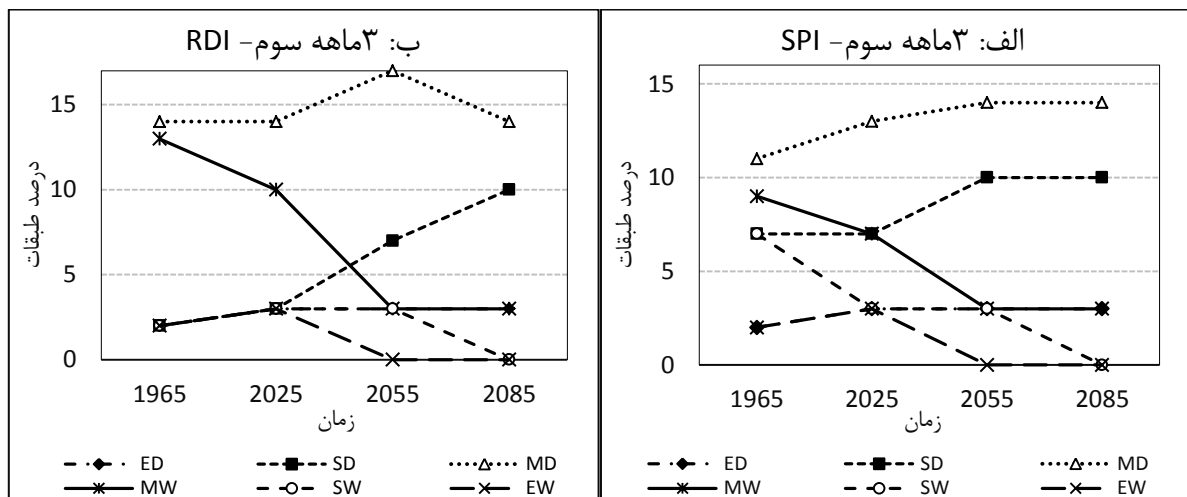 الف: ۳ماهه سوم- SPI
درصد طبقات
15
10
5
0
1965 2025 2055 2085
زمان
ED SD MD
MW SW EW
ب: ۳ماهه سوم- RDI
درصد طبقات
15
10
5
0
1965 2025 2055 2085
زمان
ED SD MD
MW SW EW